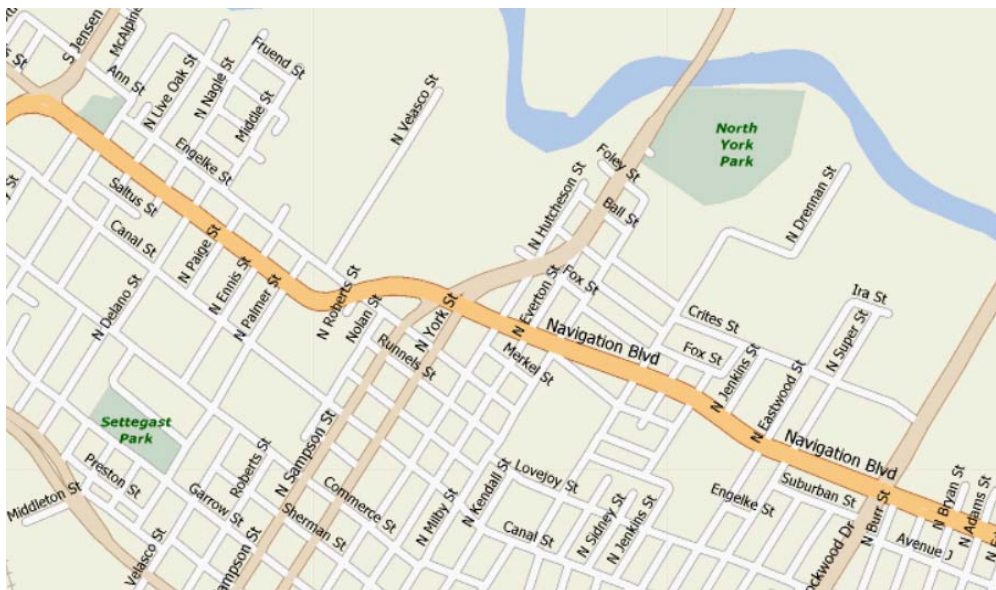 S Jensen
McAlpine
Ann St
N Live Oak St
N Nagle St
Fruend St
Middle St
N Velasco St
Engelke St
Saltus St
Canal St
N Paige St
N Ennis St
N Palmer St
N Delano St
North
York
Park
Foley St
Ball St
N Hutcheson St
N Drennan St
Fox St
N Everton St
Ira St
Crites St
N Super St
N Roberts St
Nolan St
N York St
Navigation Blvd
Runnels St
Merkel St
Fox St
N Jenkins St
N Eastwood St
Navigation Blvd
Settegast
Park
Preston St
Middleton St
Roberts St
Garrow St
N Sampson St
Sherman St
Commerce St
N Milby St
N Kendall St
Lovejoy St
Canal St
N Sidney St
N Jenkins St
Engelke St
Suburban St
N Burr St
N Bryan St
N Adams St
Avenue J
Velasco St